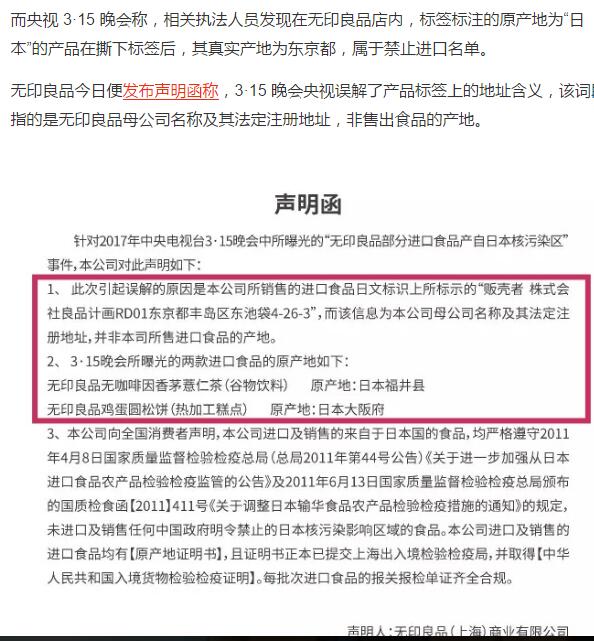 而央视 3·15 晚会称，相关执法人员发现在无印良品店内，标签标注的原产地为“日
本”的产品在撕下标签后，其真实产地为东京都，属于禁止进口名单。
无印良品今日便发布声明函称，3·15 晚会央视误解了产品标签上的地址含义，该词
指的是无印良品母公司名称及其法定注册地址，非售出食品的产地。
声明函
针对2017年中央电视台3·15晚会中所曝光的“无印良品部分进口食品产自日本核污染区”
事件，本公司对此声明如下：
1、 此次引起误解的原因是本公司所销售的进口食品日文标识上所标示的“贩壳者 株式会
社良品计画RD01东京都丰岛区东池袋4-26-3”，而该信息为本公司母公司名称及其法定注
册地址，并非本司所售进口食品的产地。
2、 3·15晚会所曝光的两款进口食品的原产地如下：
无印良品无咖啡因香茅薏仁茶（谷物饮料） 原产地：日本福井县
无印良品鸡蛋圆松饼（热加工糕点） 原产地：日本大阪府
3、本公司向全国消费者声明，本公司进口及销售的来自于日本国的食品，均严格遵守2011
年4月8日国家质量监督检验检疫总局（总局2011年第44号公告）《关于进一步加强从日本
进口食品农产品检验检疫监管的公告》及2011年6月13日国家质量监督检验检疫总局颁布
的国质检食函【2011】411号《关于调整日本输华食品农产品检验检疫措施的通知》的规定，
未进口及销售任何中国政府明令禁止的日本核污染影响区域的食品。本公司进口及销售的
进口食品均有【原产地证明书】，且证明书正本已提交上海出入境检验检疫局，并取得【中华
人民共和国入境货物检验检疫证明】。每批次进口食品的报关报检单证齐全合规。
声明人：无印良品（上海）商业有限公司